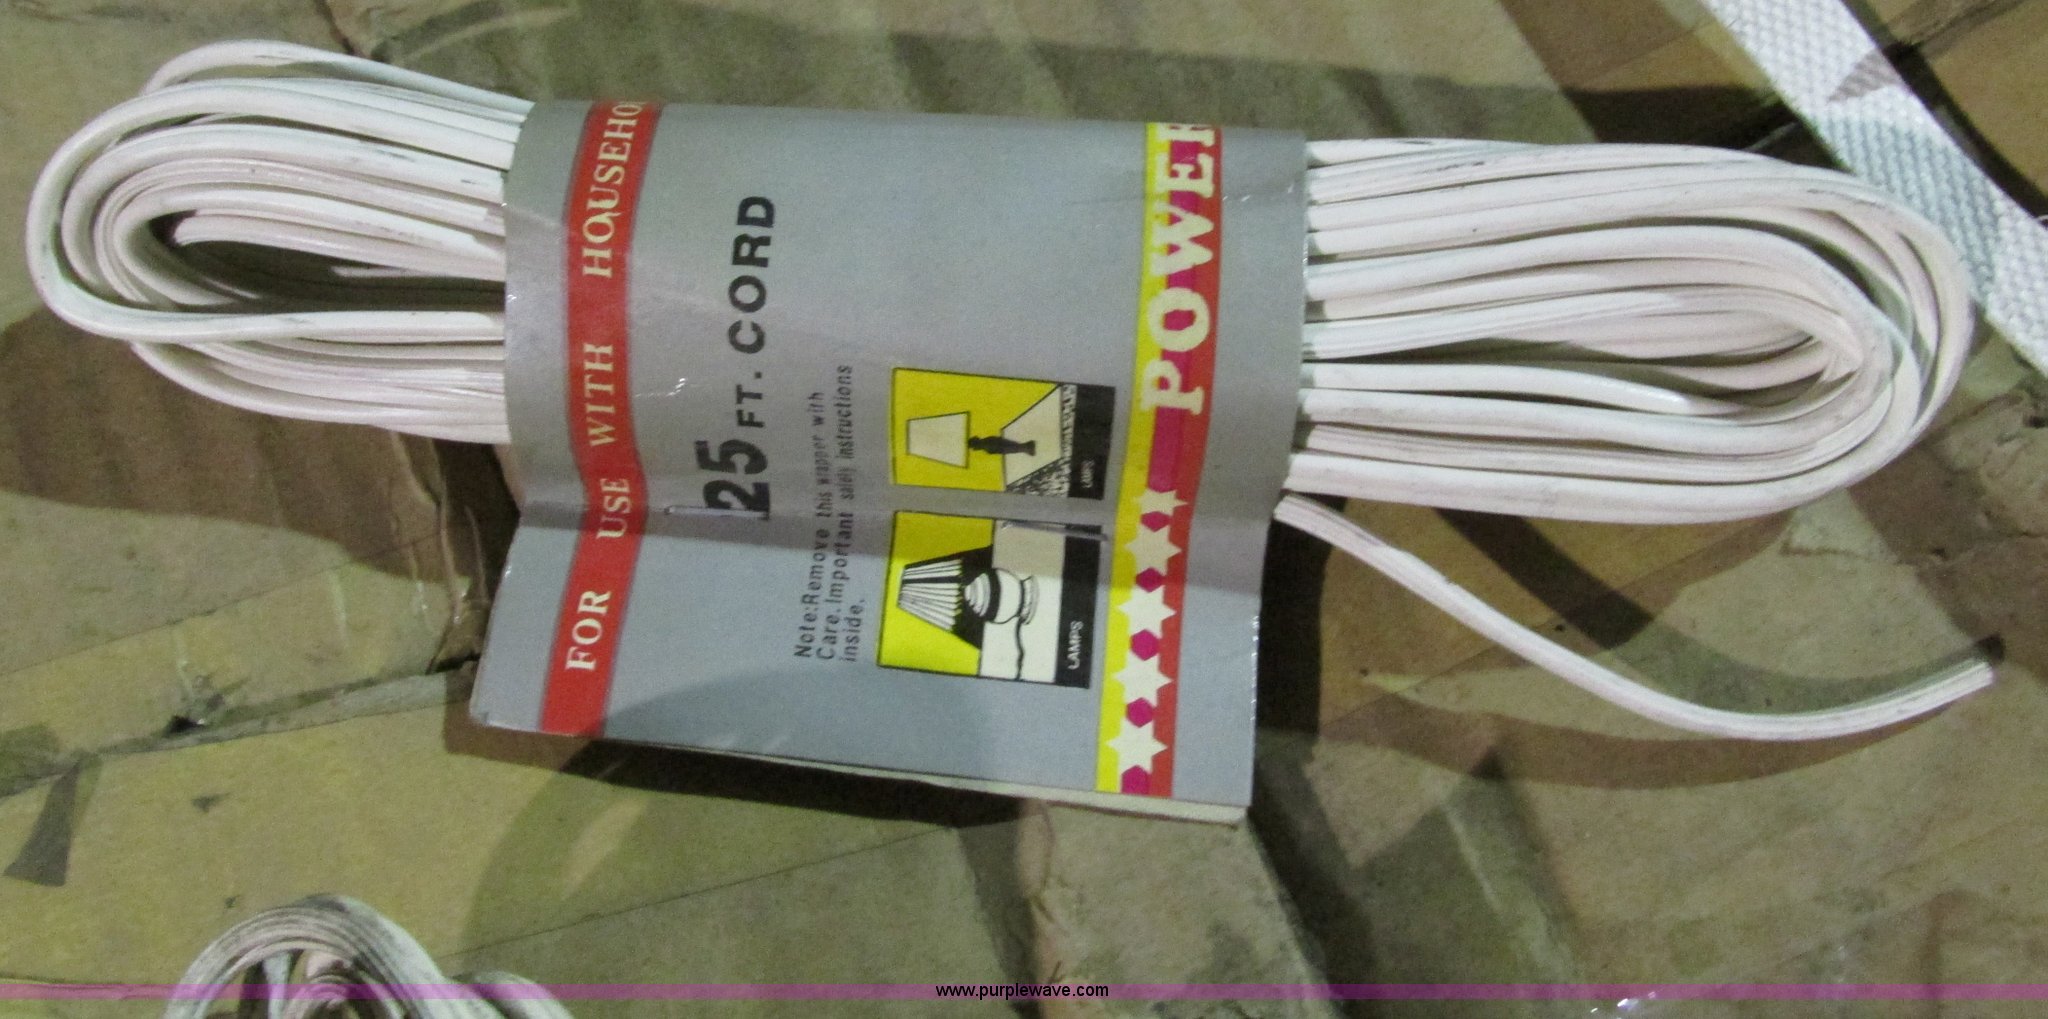 FOR USE WITH HOUSEHO
25 FT. CORD
Note:Remove this wrapper with
Care.Important safety instructions
inside.
LAMPS
LAMPS
POWER
www.purplewave.com